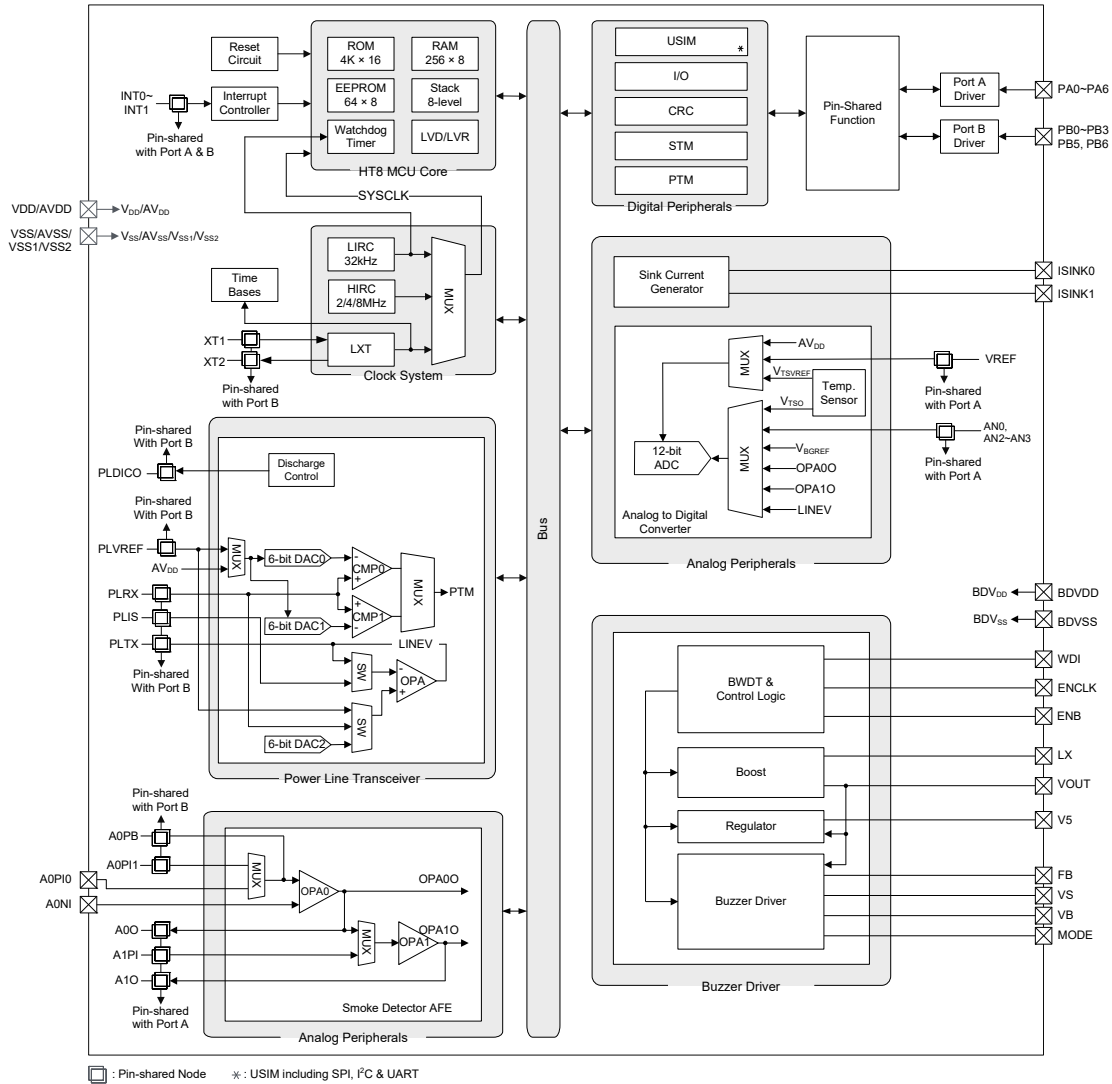 Reset
Circuit
INT0~
INT1
Interrupt
Controller
Pin-shared
with Port A & B
ROM
4K × 16
RAM
256 × 8
EEPROM
64 × 8
Stack
8-level
Watchdog
Timer
LVD/LVR
HT8 MCU Core
SYSCLK
VDD/AVDD
VDD/AVDD
VSS/AVSS/
VSS1/VSS2
VSS/AVSS/VSS1/VSS2
LIRC
32kHz
HIRC
2/4/8MHz
LXT
MUX
Clock System
Time
Bases
XT1
XT2
Pin-shared
with Port B
Pin-shared
With Port B
PLDICO
Discharge
Control
Pin-shared
With Port B
PLVREF
AVDD
MUX
6-bit DAC0
6-bit DAC1
-
CMP0
+
+
CMP1
-
MUX
PTM
PLRX
PLIS
PLTX
Pin-shared
With Port B
LINEV
SW
SW
-
OPA
+
6-bit DAC2
Power Line Transceiver
Pin-shared
with Port B
A0PB
A0PI1
A0PI0
A0NI
MUX
OPA0
OPA0O
A0O
A1PI
A1O
MUX
OPA1
OPA1O
Pin-shared
with Port A
Smoke Detector AFE
Analog Peripherals
Bus
USIM
*
I/O
CRC
STM
PTM
Digital Peripherals
Pin-Shared
Function
Port A
Driver
PA0~PA6
Port B
Driver
PB0~PB3
PB5, PB6
Sink Current
Generator
ISINK0
ISINK1
MUX
AVDD
VREF
VTSVREF
Temp.
Sensor
VTSO
Pin-shared
with Port A
12-bit
ADC
MUX
AN0,
AN2~AN3
Pin-shared
with Port A
VBGREF
OPA0O
OPA1O
LINEV
Analog to Digital
Converter
Analog Peripherals
BDVDD
BDVDD
BDVSS
BDVSS
BWDT &
Control Logic
WDI
ENCLK
ENB
Boost
LX
VOUT
Regulator
V5
Buzzer Driver
FB
VS
VB
MODE
Buzzer Driver
: Pin-shared Node
* : USIM including SPI, I²C & UART